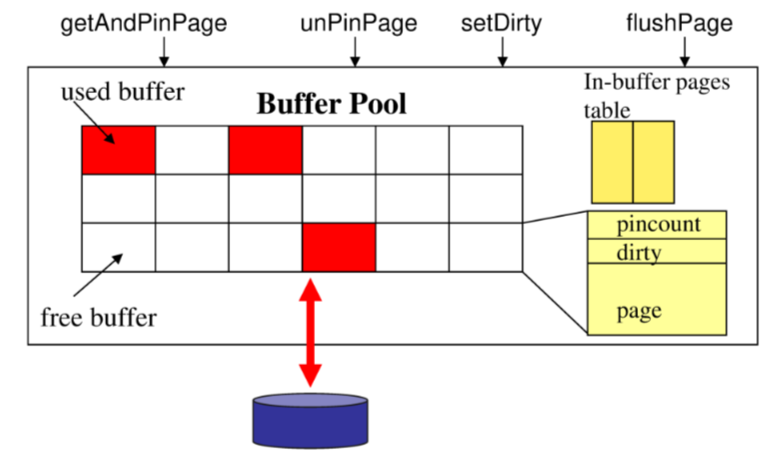 getAndPinPage
unPinPage
setDirty
flushPage
used buffer
Buffer Pool
In-buffer pages
table
pincount
dirty
page
free buffer